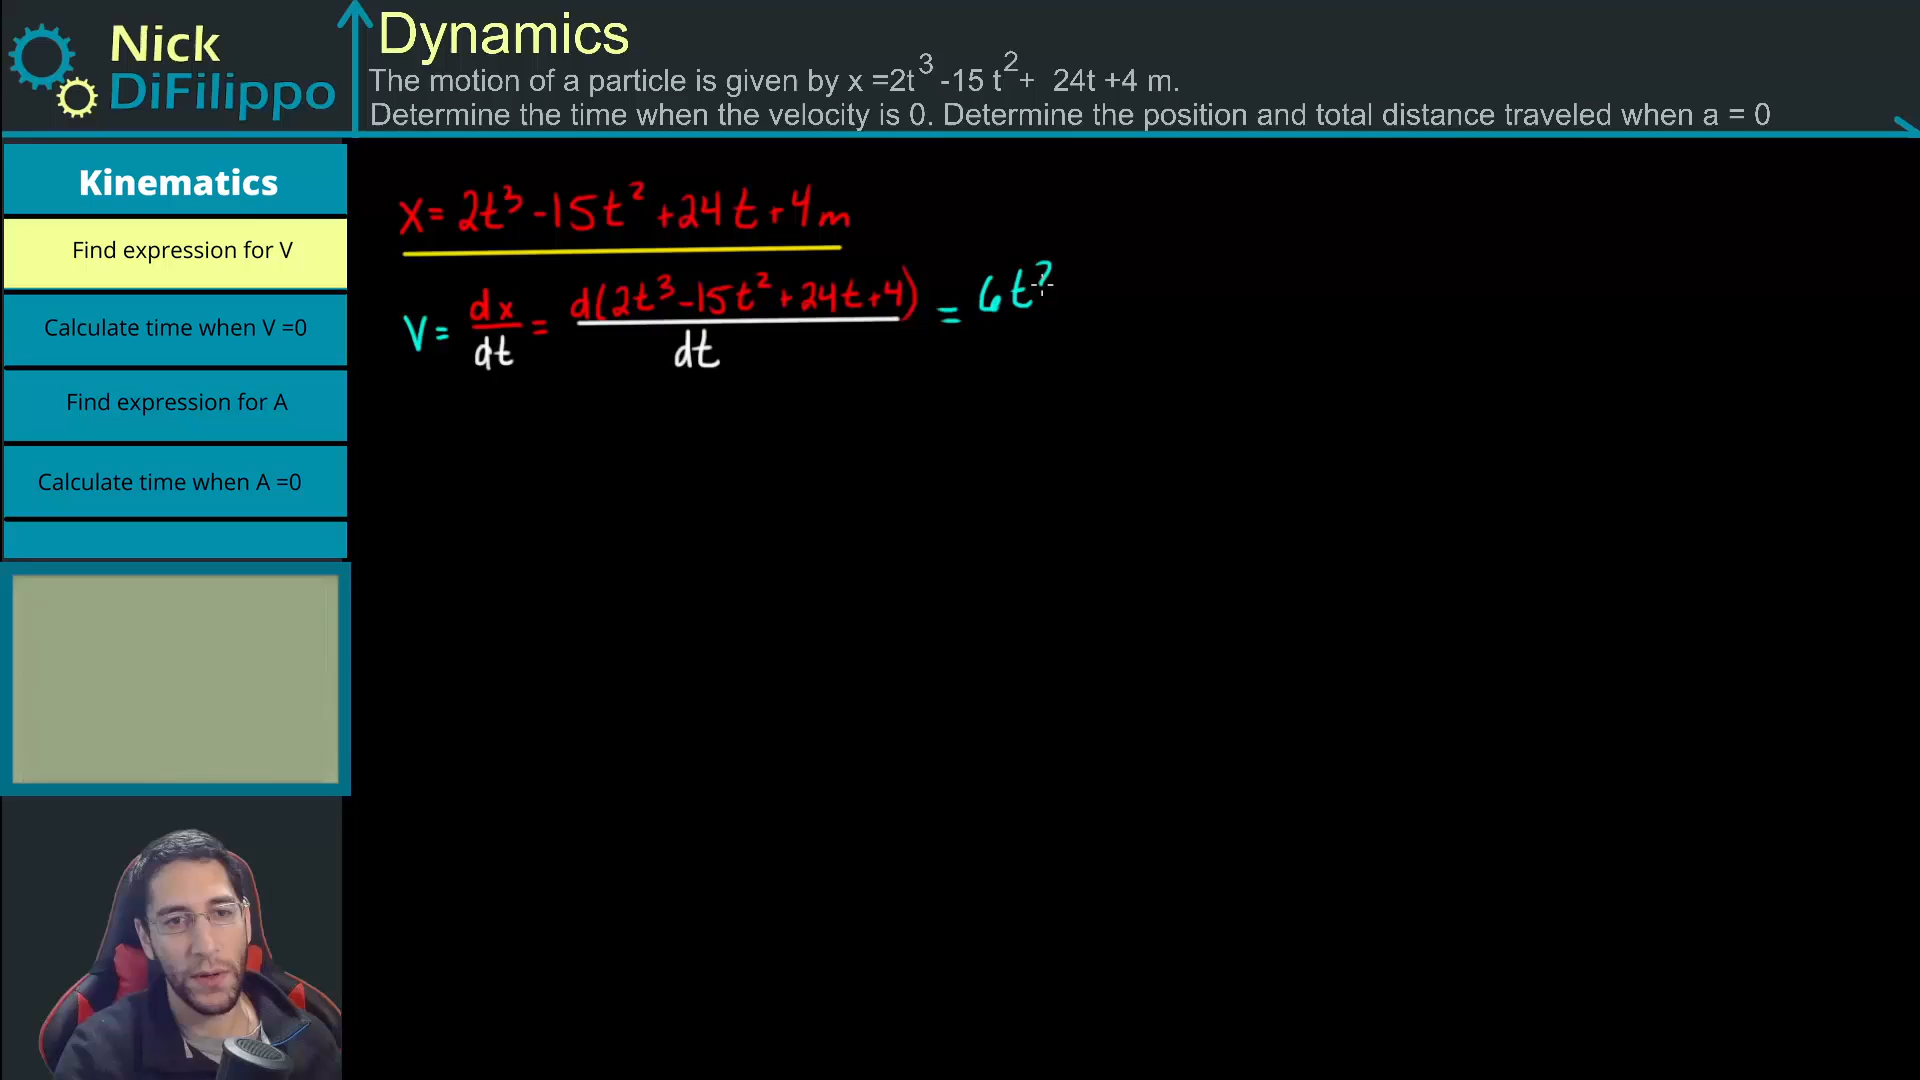 Nick
DiFilippo
Dynamics
The motion of a particle is given by x =2t³ -15 t²+ 24t +4 m.
Determine the time when the velocity is 0. Determine the position and total distance traveled when a = 0
Kinematics
Find expression for V
Calculate time when V =0
Find expression for A
Calculate time when A =0
x= 2t³ -15t² +24t+4m
V= dx/dt = d(2t³-15t²+24t+4)/dt = 6t²